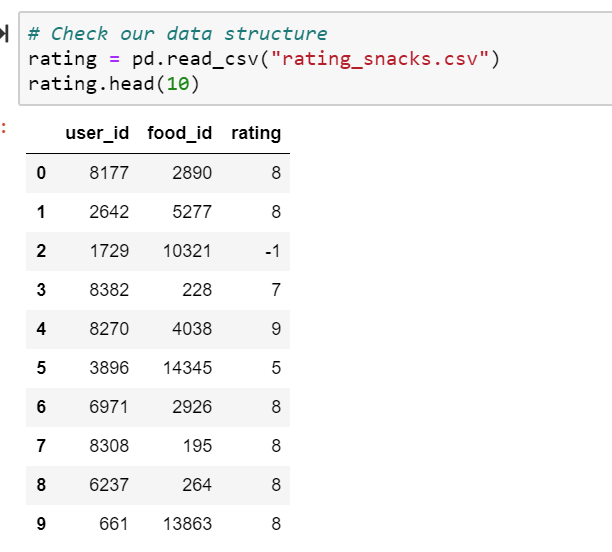 # Check our data structure
rating = pd.read_csv("rating_snacks.csv")
rating.head(10)
:
user_id food_id rating
0 8177 2890 8
1 2642 5277 8
2 1729 10321 -1
3 8382 228 7
4 8270 4038 9
5 3896 14345 5
6 6971 2926 8
7 8308 195 8
8 6237 264 8
9 661 13863 8